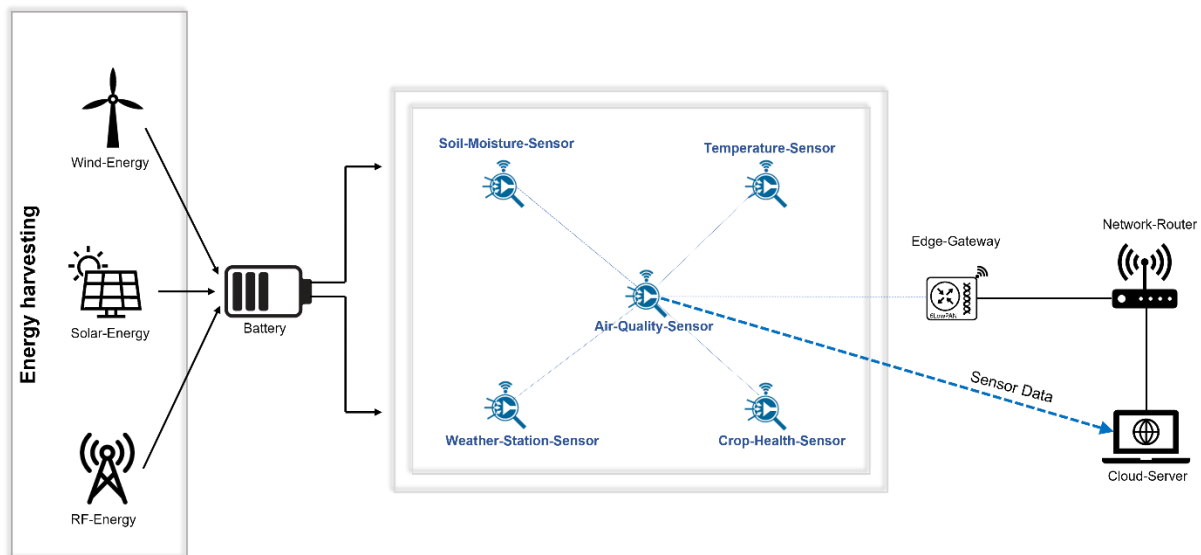 Energy harvesting
Wind-Energy
Solar-Energy
RF-Energy
Battery
Soil-Moisture-Sensor
Temperature-Sensor
Air-Quality-Sensor
Weather-Station-Sensor
Crop-Health-Sensor
Edge-Gateway
6LowPAN
Network-Router
Sensor Data
Cloud-Server